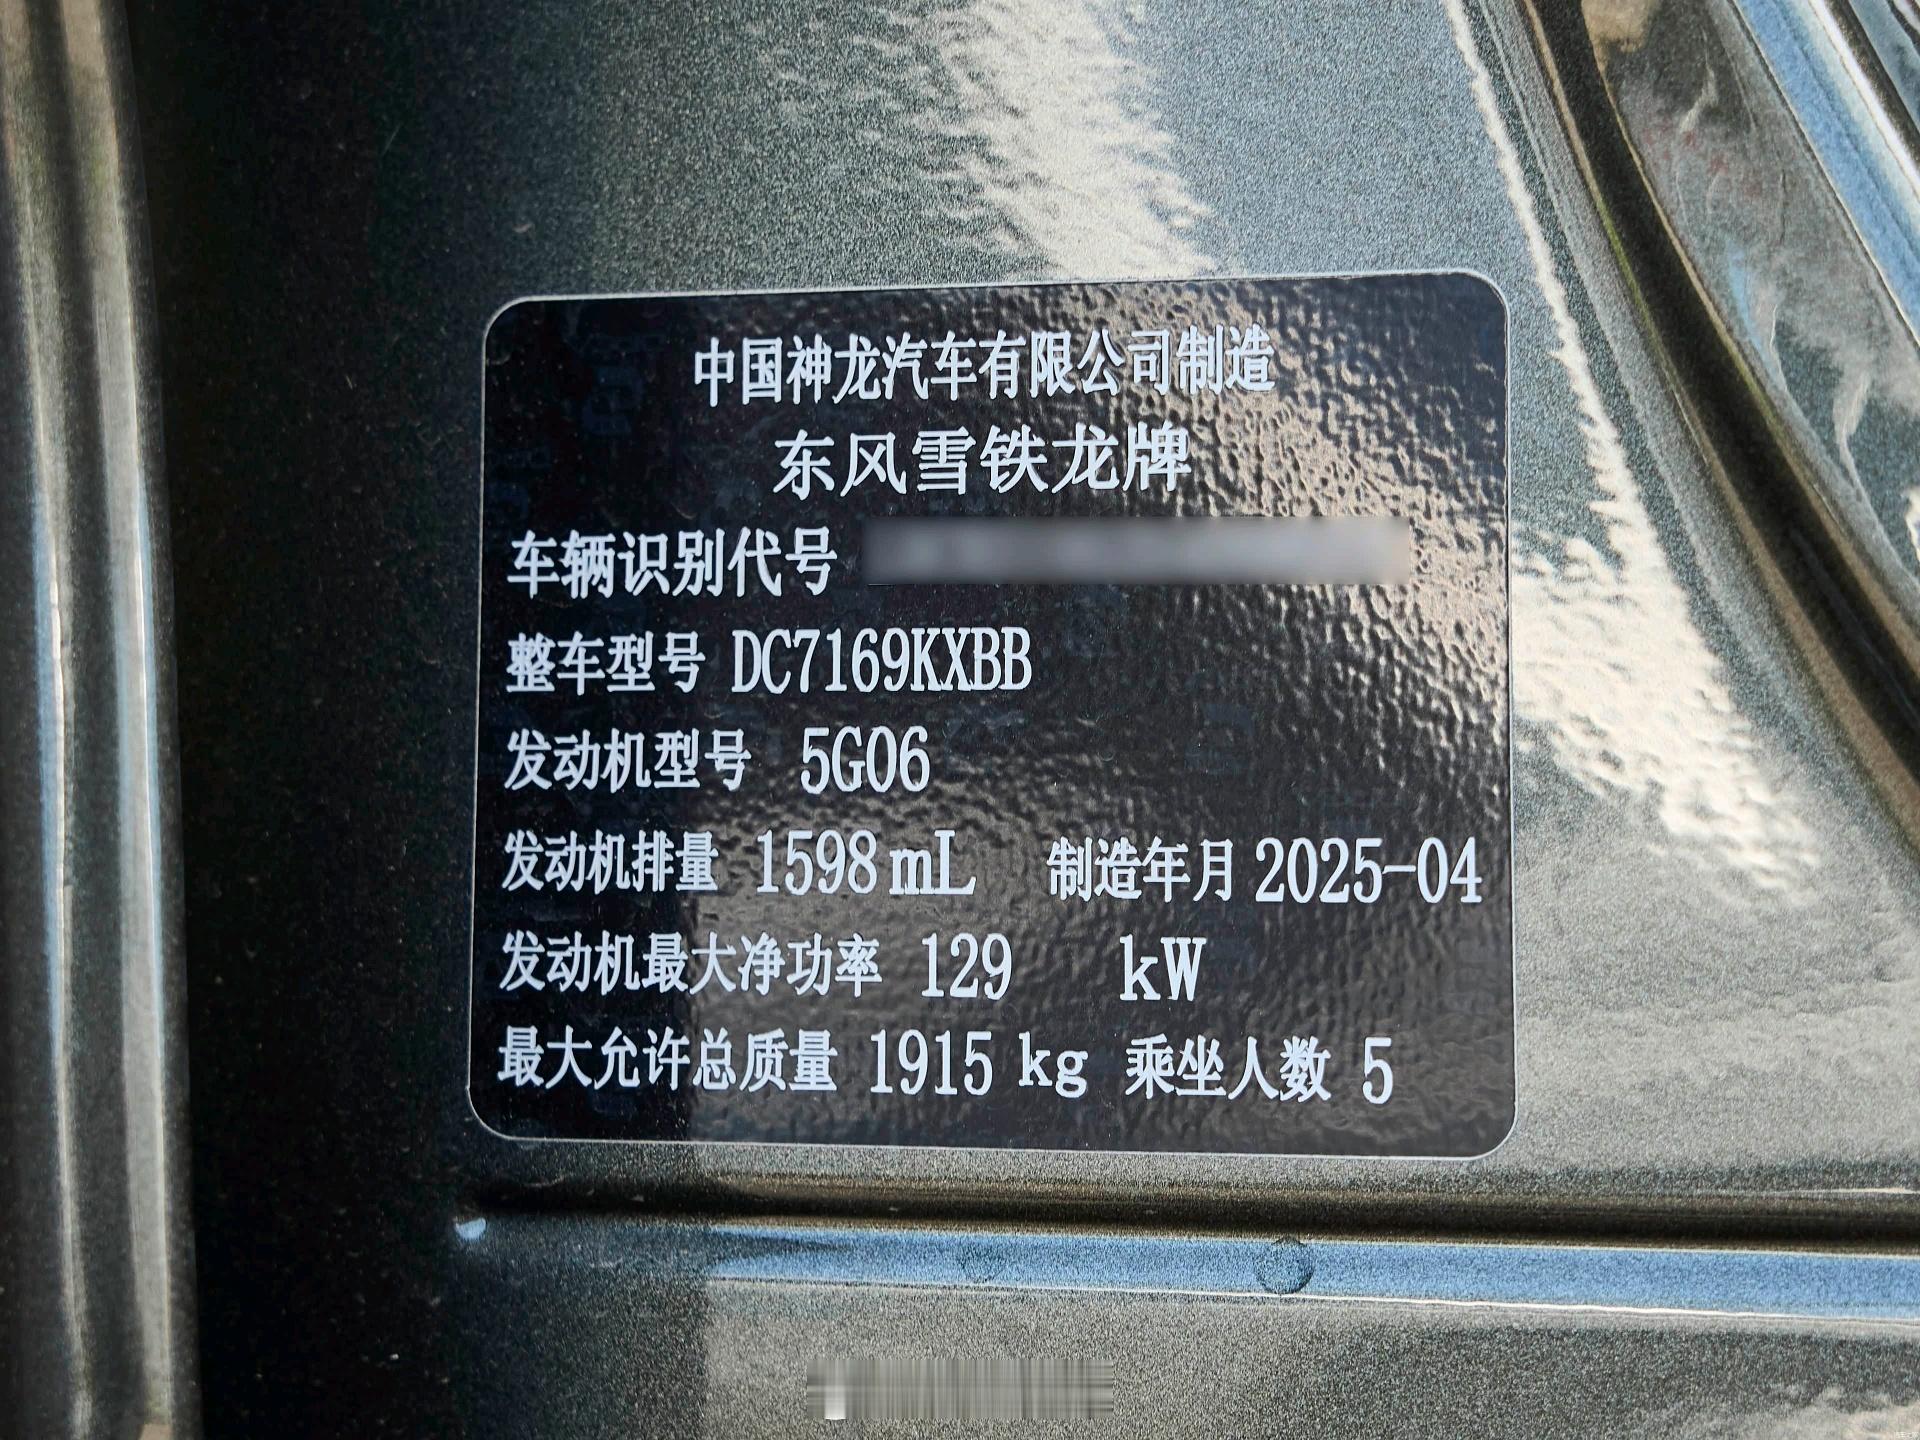 中国神龙汽车有限公司制造
东风雪铁龙牌
车辆识别代号
整车型号 DC7169KXBB
发动机型号 5G06
发动机排量 1598 mL 制造年月 2025-04
发动机最大净功率 129 kW
最大允许总质量 1915 kg 乘坐人数 5